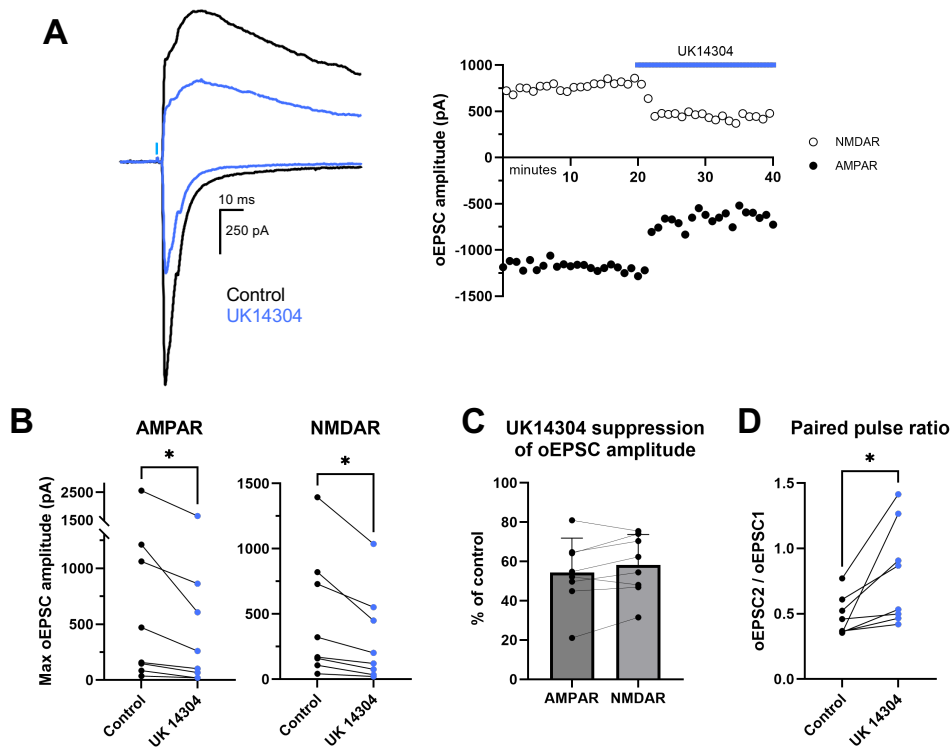 A
10 ms
250 pA
Control
UK14304
UK14304
oEPSC amplitude (pA)
1000
500
0
-500
-1000
-1500
minutes
10
20
30
40
NMDAR
AMPAR
B
AMPAR
*
Max oEPSC amplitude (pA)
2500
1500
1000
500
0
Control
UK 14304
NMDAR
*
1500
1000
500
0
Control
UK 14304
C
UK14304 suppression
of oEPSC amplitude
% of control
100
80
60
40
20
0
AMPAR
NMDAR
D
Paired pulse ratio
*
oEPSC2 / oEPSC1
1.5
1.0
0.5
0.0
Control
UK 14304